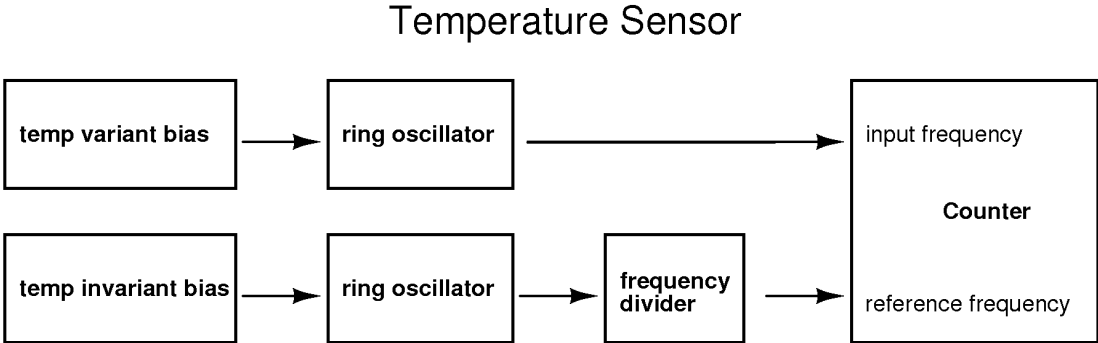 Temperature Sensor
temp variant bias
ring oscillator
input frequency
Counter
temp invariant bias
ring oscillator
frequency
divider
reference frequency